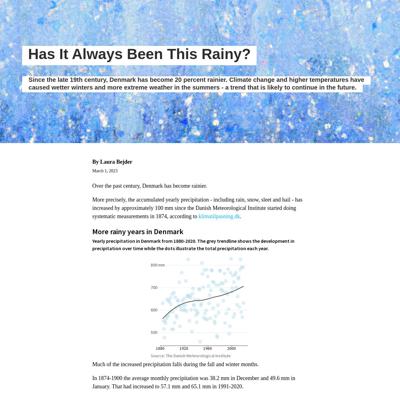 Has It Always Been This Rainy?
Since the late 19th century, Denmark has become 20 percent rainier. Climate change and higher temperatures have
caused wetter winters and more extreme weather in the summers - a trend that is likely to continue in the future.
By Laura Bejder
March 1, 2023
Over the past century, Denmark has become rainier.
More precisely, the accumulated yearly precipitation - including rain, snow, sleet and hail - has
increased by approximately 100 mm since the Danish Meteorological Institute started doing
systematic measurements in 1874, according to klimatilpasning.dk.
More rainy years in Denmark
Yearly precipitation in Denmark from 1880-2020. The grey trendline shows the development in
precipitation over time while the dots illustrate the total precipitation each year.
800 mm
700
600
500
1880 1920 1960 2000
Source: The Danish Meteorological Institute
Much of the increased precipitation falls during the fall and winter months.
In 1874-1900 the average monthly precipitation was 38.2 mm in December and 49.6 mm in
January. That had increased to 57.1 mm and 65.1 mm in 1991-2020.